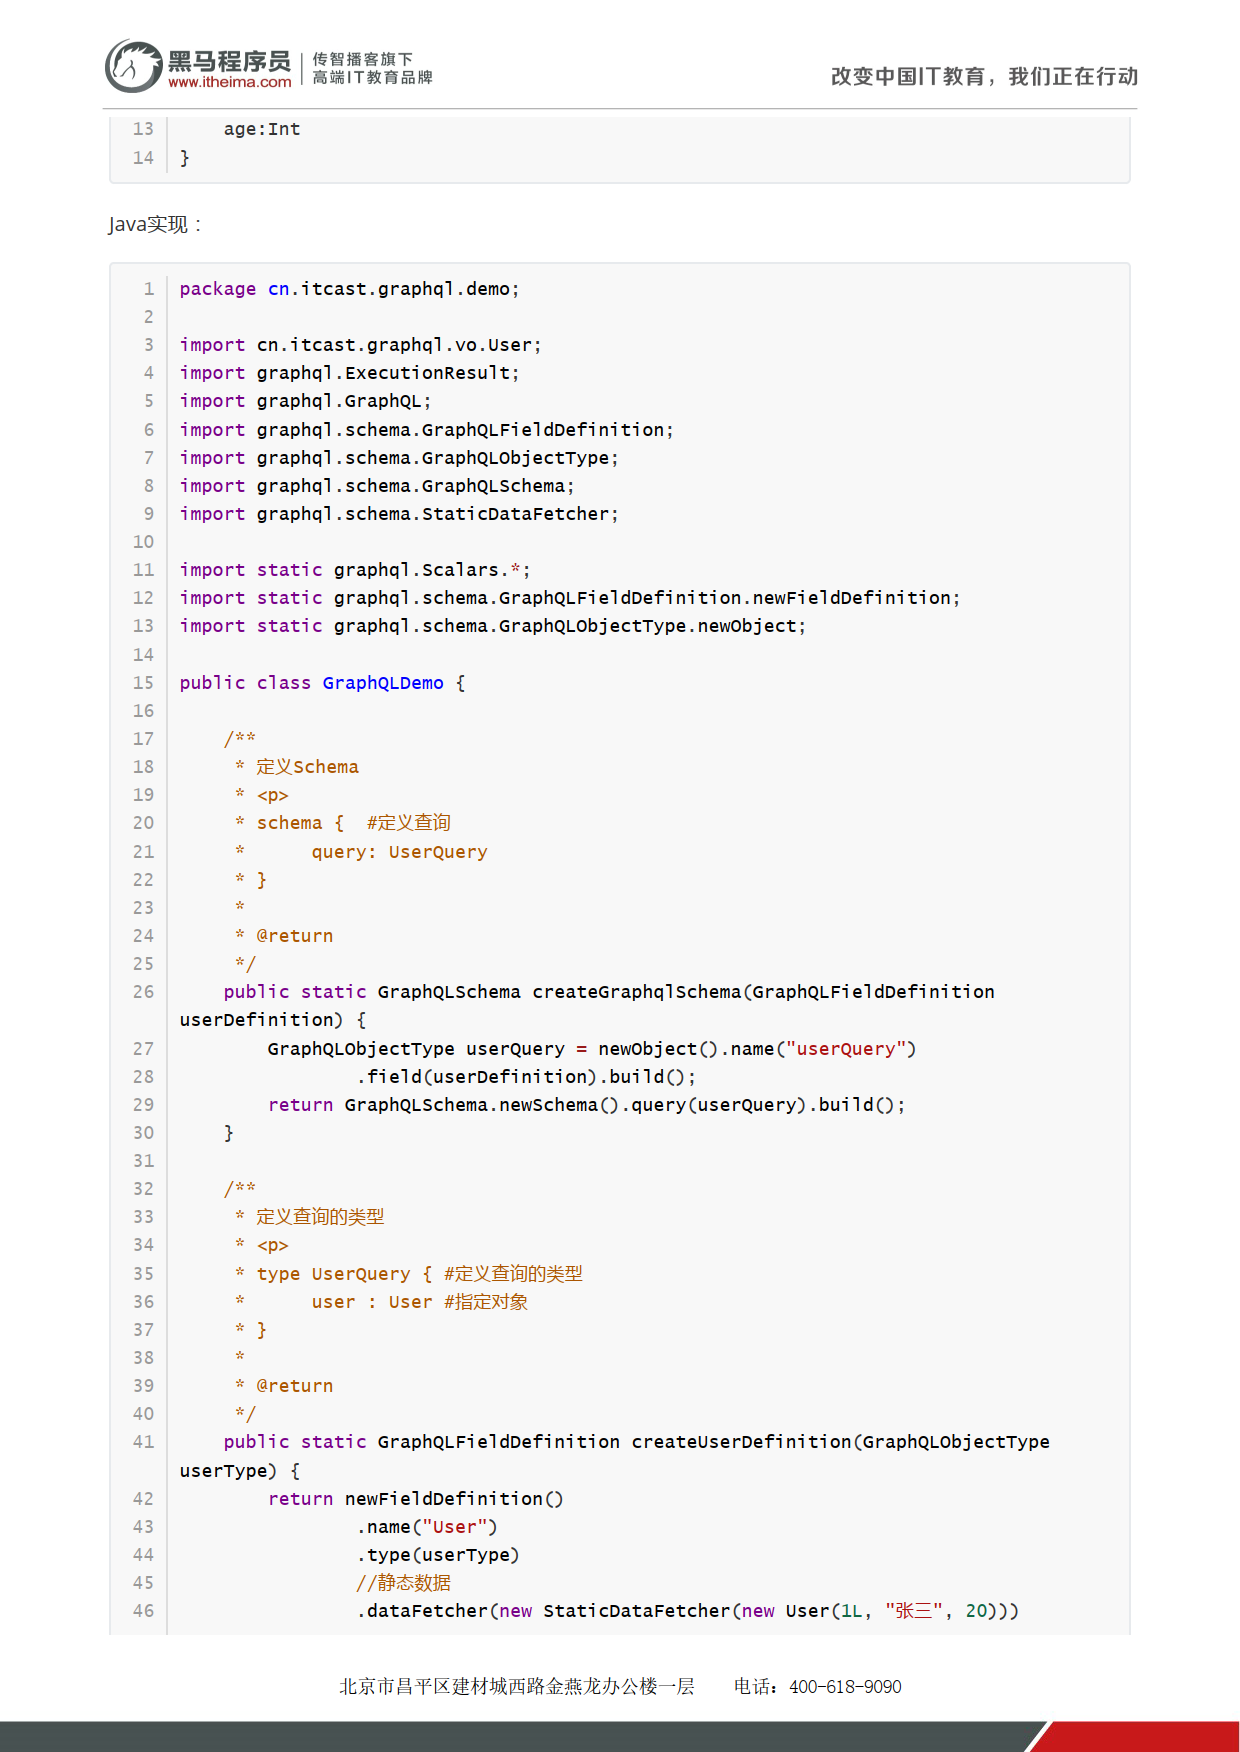 黑马程序员
www.itheima.com
传智播客旗下
高端IT教育品牌
改变中国IT教育，我们正在行动
13     age:Int
14 }
Java实现：
1 package cn.itcast.graphql.demo;
2
3 import cn.itcast.graphql.vo.User;
4 import graphql.ExecutionResult;
5 import graphql.GraphQL;
6 import graphql.schema.GraphQLFieldDefinition;
7 import graphql.schema.GraphQLObjectType;
8 import graphql.schema.GraphQLSchema;
9 import graphql.schema.StaticDataFetcher;
10
11 import static graphql.Scalars.*;
12 import static graphql.schema.GraphQLFieldDefinition.newFieldDefinition;
13 import static graphql.schema.GraphQLObjectType.newObject;
14
15 public class GraphQLDemo {
16
17     /**
18      * 定义Schema
19      * <p>
20      * schema {  #定义查询
21      *      query: UserQuery
22      * }
23      *
24      * @return
25      */
26     public static GraphQLSchema createGraphqlSchema(GraphQLFieldDefinition
userDefinition) {
27         GraphQLObjectType userQuery = newObject().name("userQuery")
28                 .field(userDefinition).build();
29         return GraphQLSchema.newSchema().query(userQuery).build();
30     }
31
32     /**
33      * 定义查询的类型
34      * <p>
35      * type UserQuery { #定义查询的类型
36      *      user : User #指定对象
37      * }
38      *
39      * @return
40      */
41     public static GraphQLFieldDefinition createUserDefinition(GraphQLObjectType
userType) {
42         return newFieldDefinition()
43                 .name("User")
44                 .type(userType)
45                 //静态数据
46                 .dataFetcher(new StaticDataFetcher(new User(1L, "张三", 20)))
北京市昌平区建材城西路金燕龙办公楼一层 电话：400-618-9090